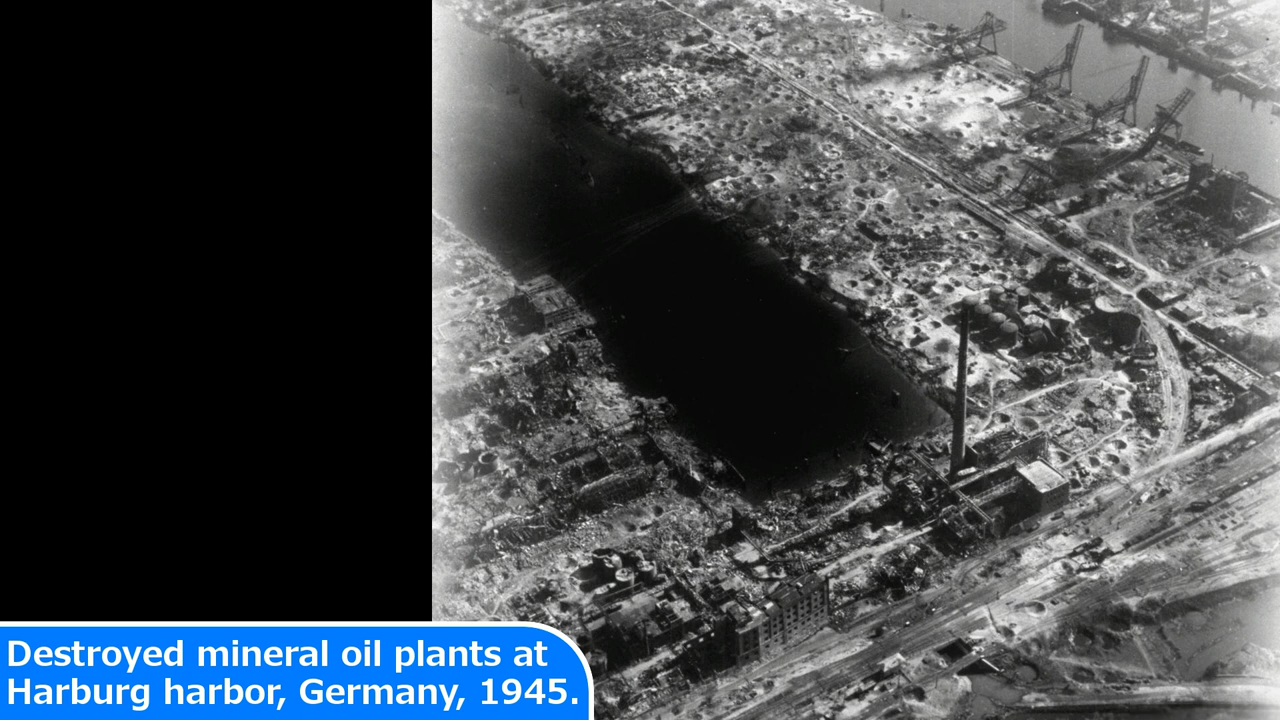 Destroyed mineral oil plants at
Harburg harbor, Germany, 1945.